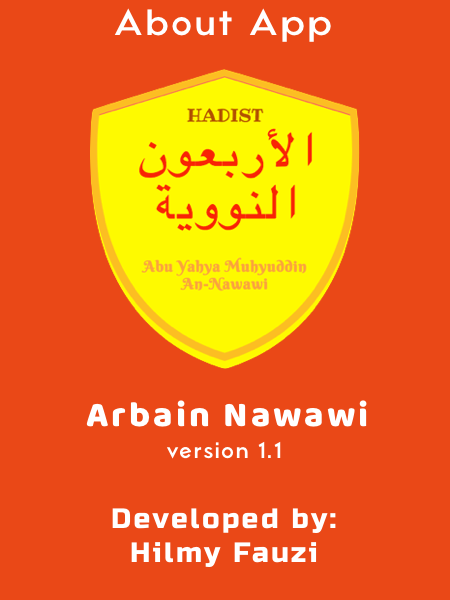 About App
HADIST
الأربعون
النووية
Abu Yahya Muhyuddin
An-Nawawi
Arbain Nawawi
version 1.1
Developed by:
Hilmy Fauzi